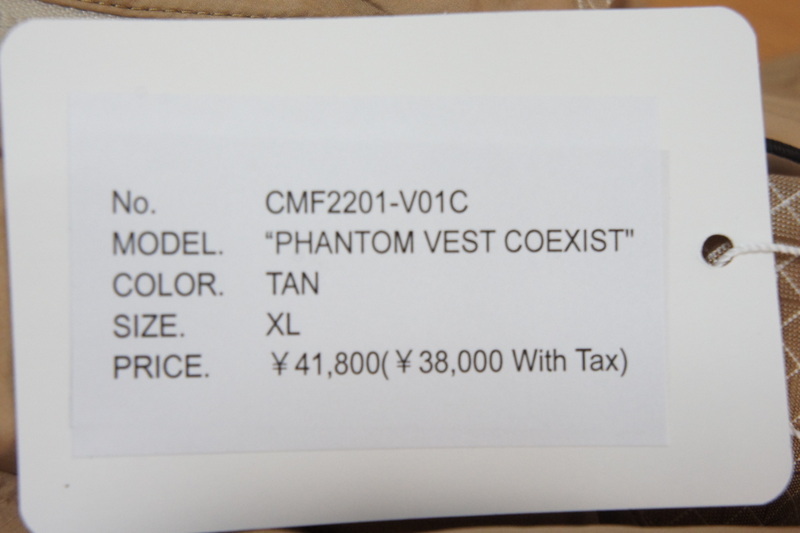 No. CMF2201-V01C
MODEL. “PHANTOM VEST COEXIST"
COLOR. TAN
SIZE. XL
PRICE. ￥41,800(￥38,000 With Tax)